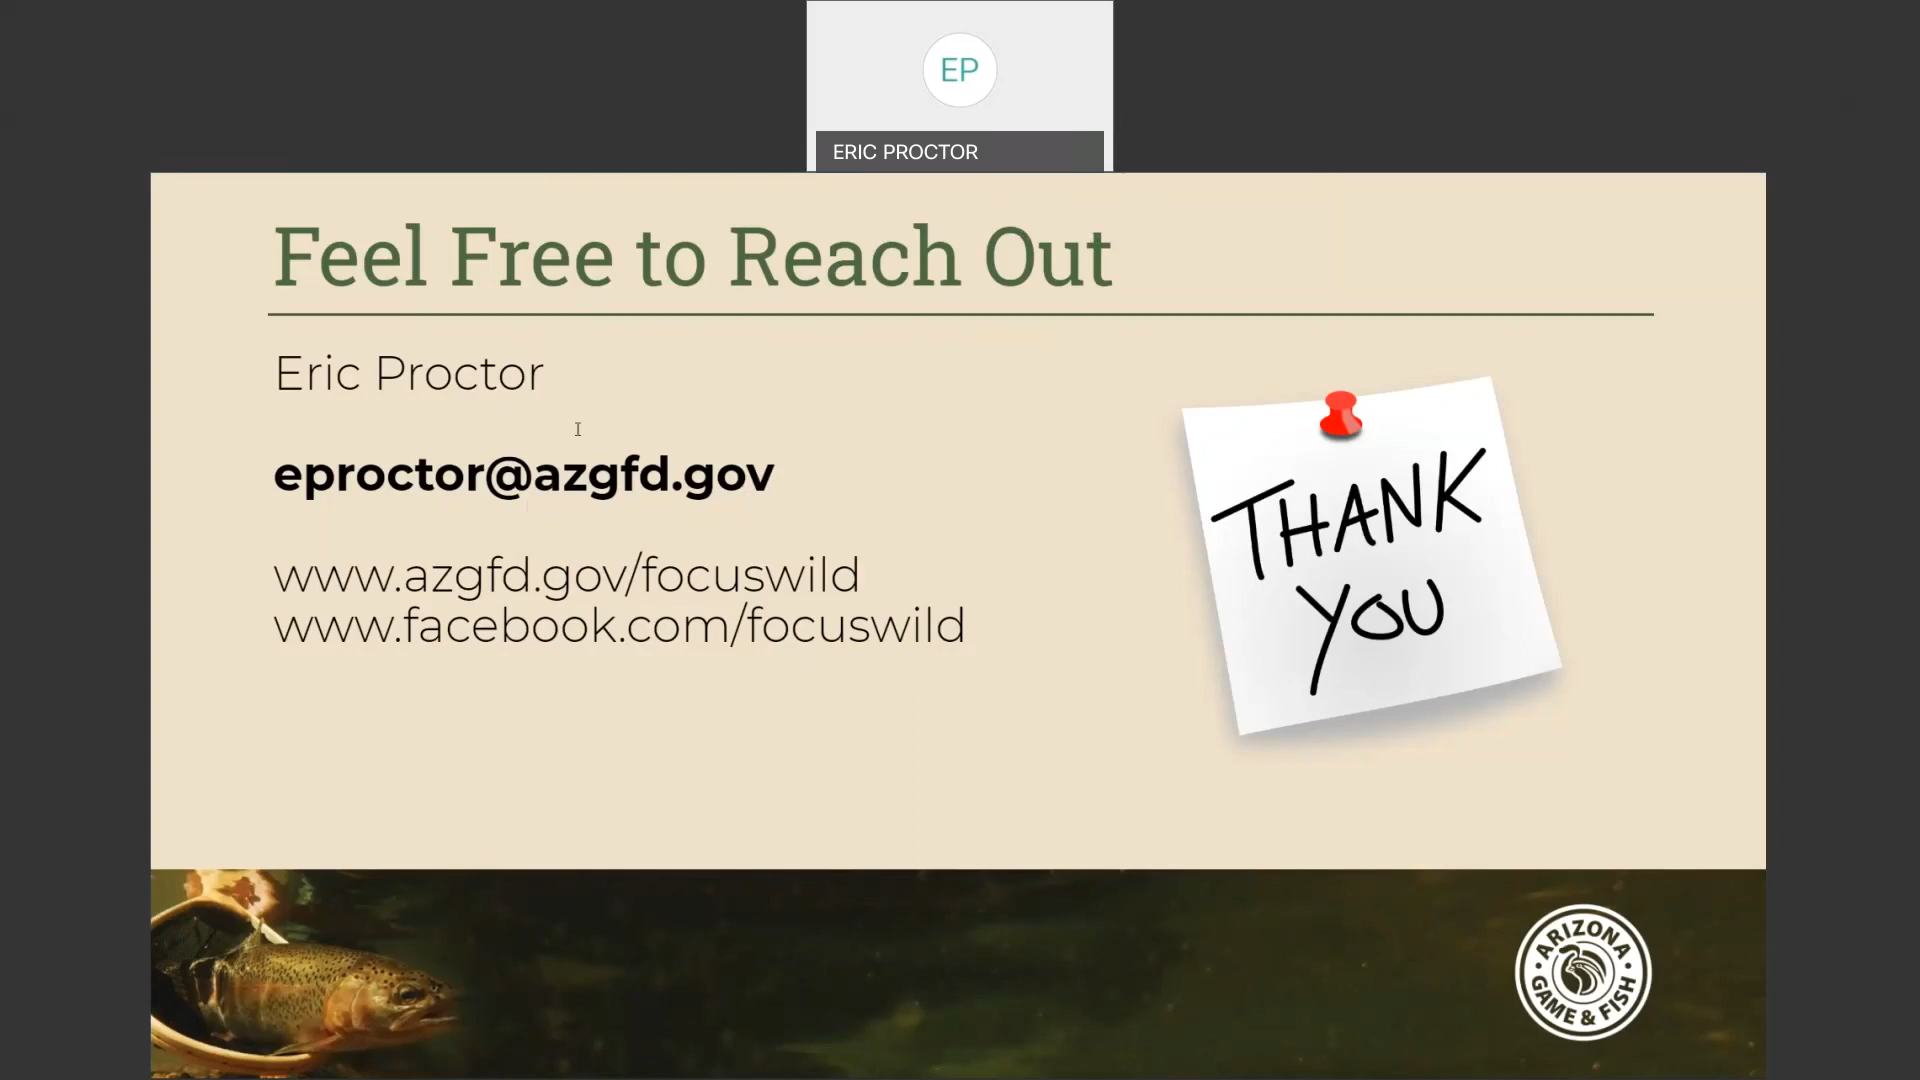 EP
ERIC PROCTOR
Feel Free to Reach Out
Eric Proctor
eproctor@azgfd.gov
www.azgfd.gov/focuswild
www.facebook.com/focuswild
THANK
YOU
ARIZONA
GAME & FISH